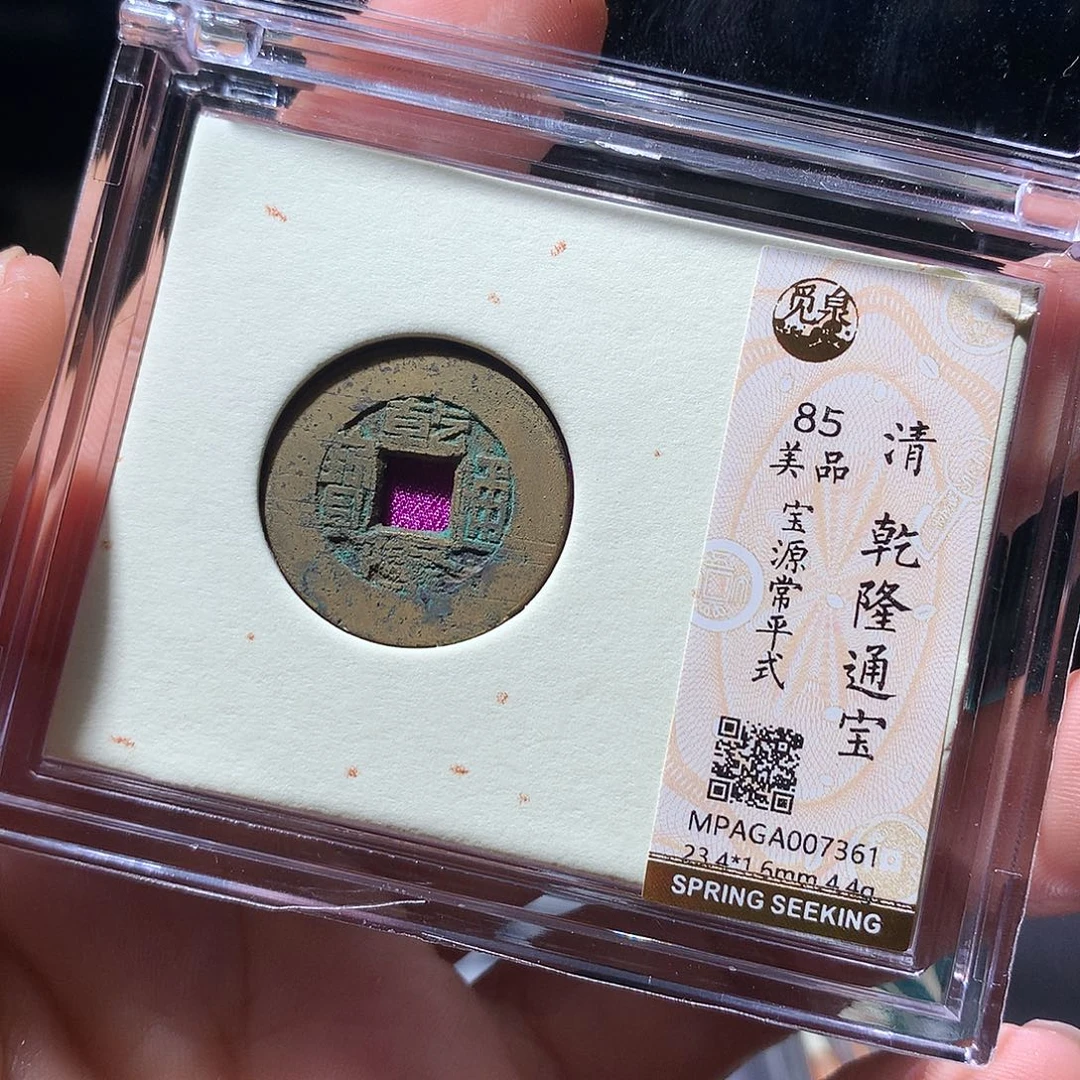 乾隆通寶
觅泉
清 乾隆通宝
85
美品
宝源常平式
MPAGA007361
23.4*1.6mm 4.4g
SPRING SEEKING